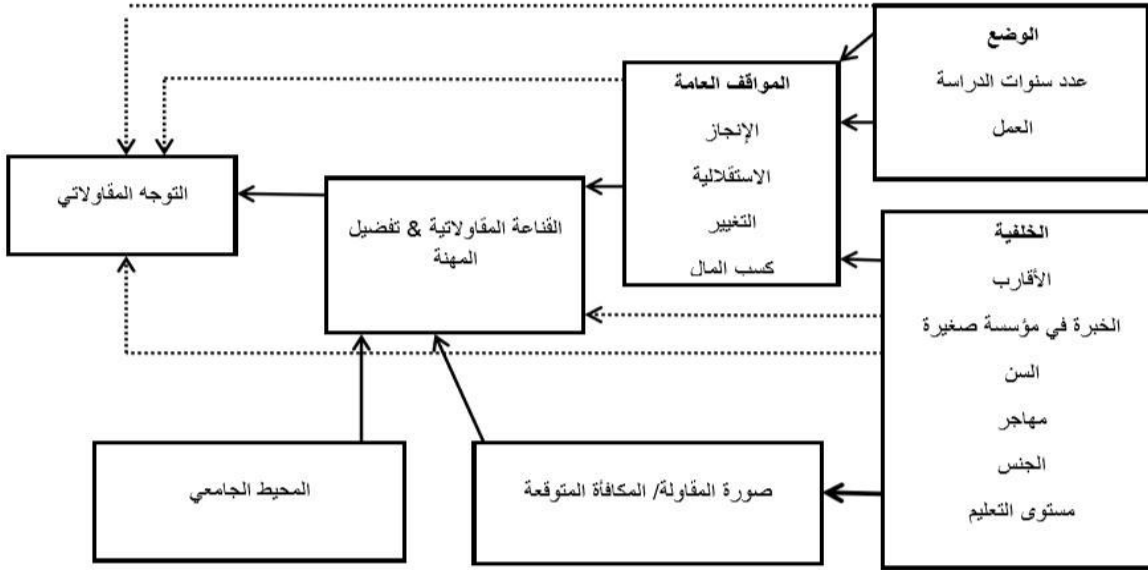 الوضع
عدد سنوات الدراسة
العمل
المواقف العامة
الإنجاز
الاستقلالية
التغيير
كسب المال
التوجه المقاولاتي
القناعة المقاولاتية & تفضيل
المهنة
الخلفية
الأقارب
الخبرة في مؤسسة صغيرة
السن
مهاجر
الجنس
مستوى التعليم
صورة المقاولة/ المكافأة المتوقعة
المحيط الجامعي